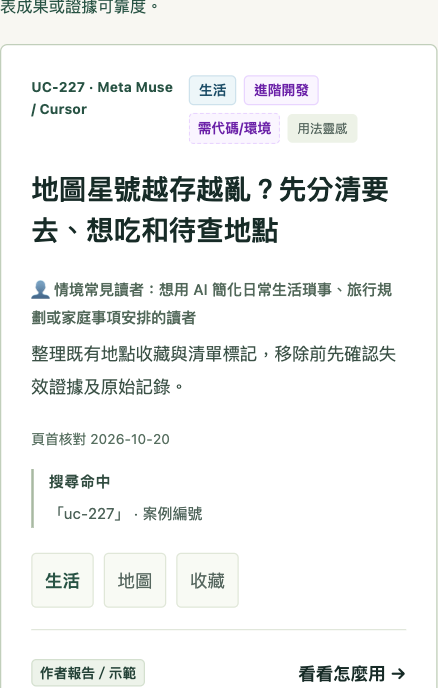 表成果或證據可靠度。
UC-227 · Meta Muse
/ Cursor
生活
進階開發
需代碼/環境
用法靈感
地圖星號越存越亂？先分清要
去、想吃和待查地點
👤 情境常見讀者：想用 AI 簡化日常生活瑣事、旅行規
劃或家庭事項安排的讀者
整理既有地點收藏與清單標記，移除前先確認失
效證據及原始記錄。
頁首核對 2026-10-20
搜尋命中
「uc-227」 · 案例編號
生活
地圖
收藏
作者報告 / 示範
看看怎麼用 →